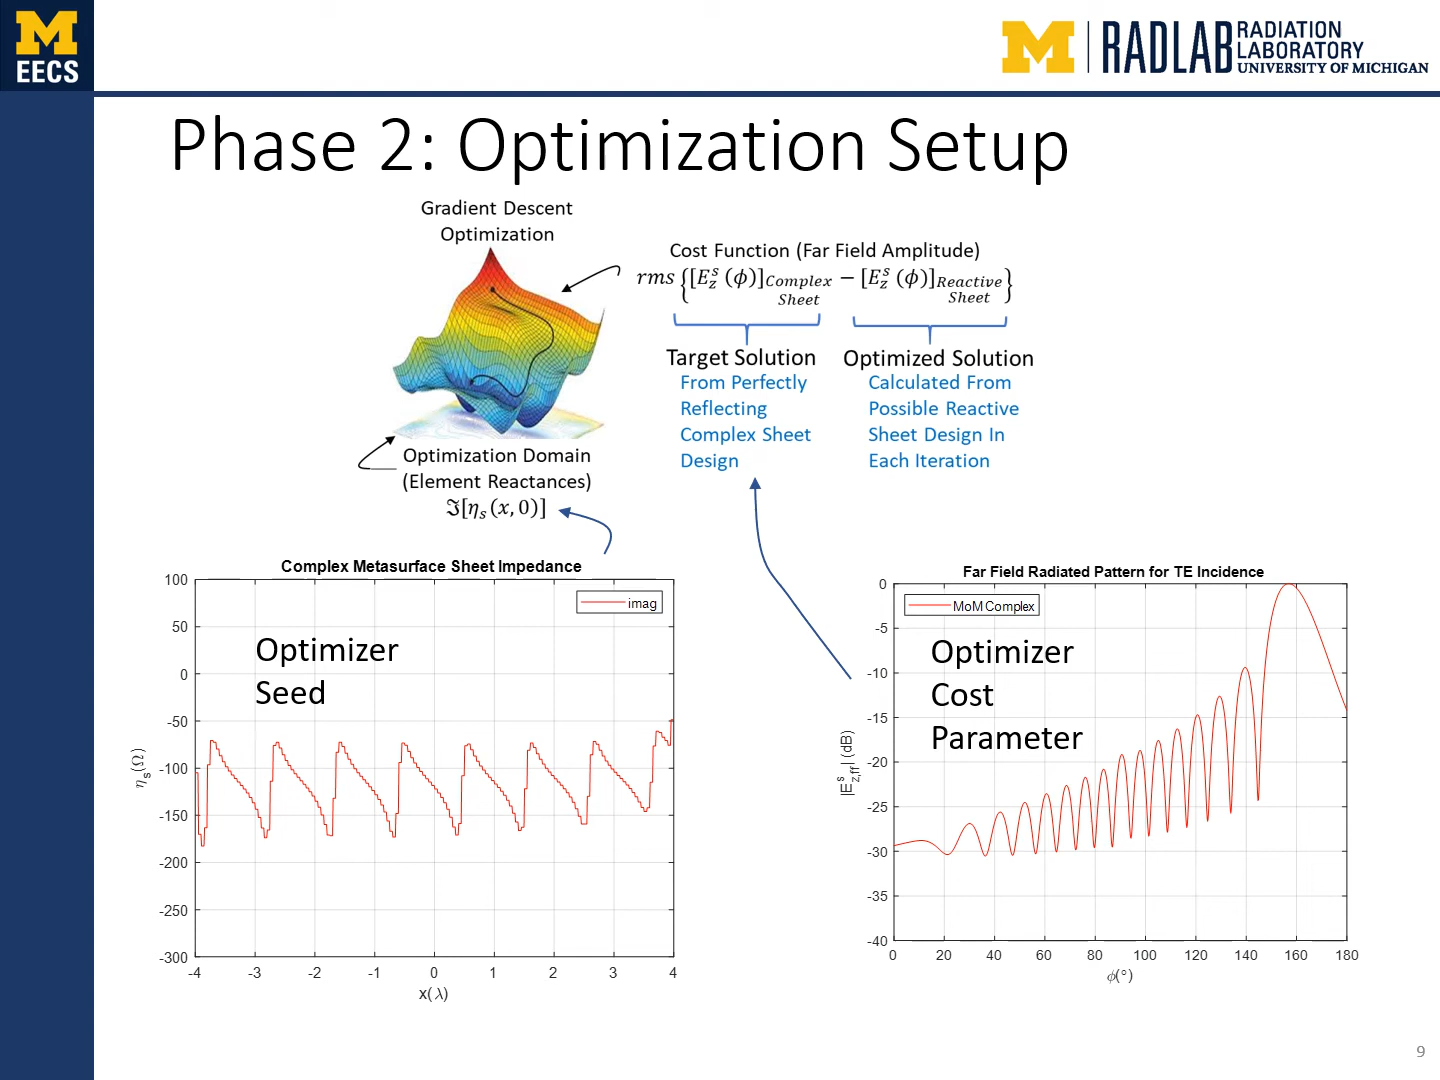 M
EECS
M RADLAB RADIATION
LABORATORY
UNIVERSITY OF MICHIGAN
Phase 2: Optimization Setup
Gradient Descent
Optimization
Cost Function (Far Field Amplitude)
rms {[E_z^s (ϕ)]_Complex Sheet − [E_z^s (ϕ)]_Reactive Sheet}
Target Solution
From Perfectly
Reflecting
Complex Sheet
Design
Optimized Solution
Calculated From
Possible Reactive
Sheet Design In
Each Iteration
Optimization Domain
(Element Reactances)
ℑ[η_s(x, 0)]
Complex Metasurface Sheet Impedance
imag
Optimizer
Seed
100
50
0
-50
-100
-150
-200
-250
-300
η_s(Ω)
-4 -3 -2 -1 0 1 2 3 4
x(λ)
Far Field Radiated Pattern for TE Incidence
MoM Complex
Optimizer
Cost
Parameter
0
-5
-10
-15
-20
-25
-30
-35
-40
|E^s_z,ff| (dB)
0 20 40 60 80 100 120 140 160 180
ϕ(°)
9